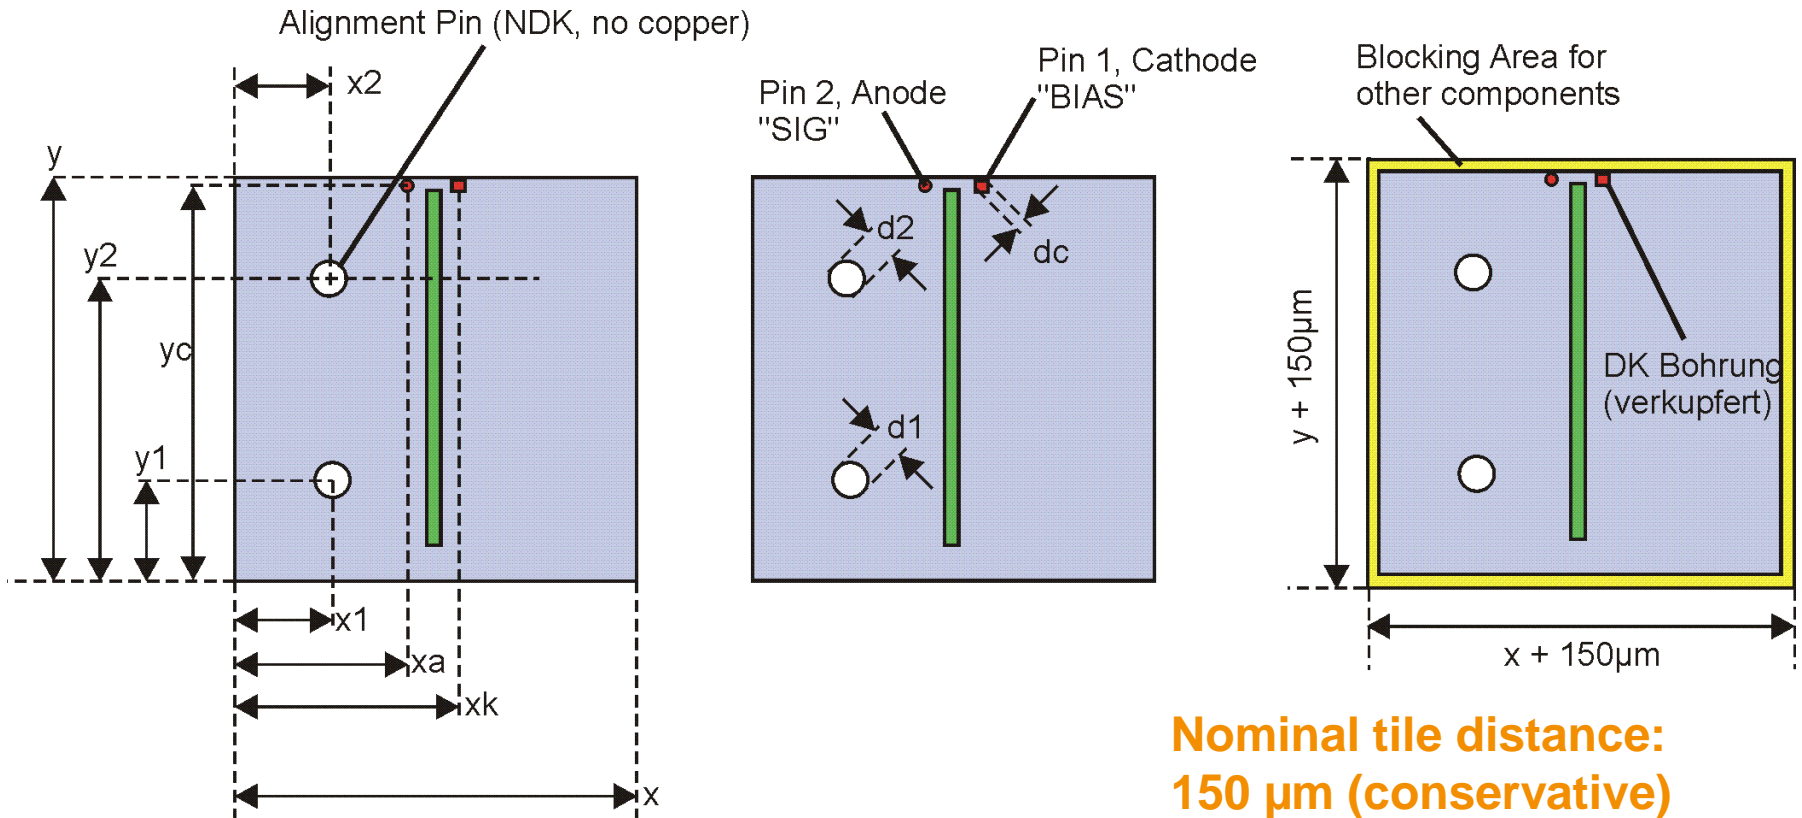 Alignment Pin (NDK, no copper)
x2
y
y2
yc
y1
x1
xa
xk
x
Pin 2, Anode
"SIG"
Pin 1, Cathode
"BIAS"
d2
dc
d1
Blocking Area for
other components
y + 150µm
DK Bohrung
(verkupfert)
x + 150µm
Nominal tile distance:
150 µm (conservative)